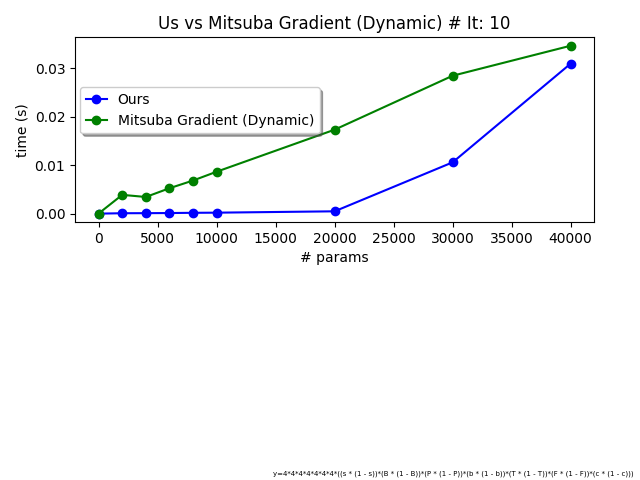 Us vs Mitsuba Gradient (Dynamic) # It: 10
time (s)
0.03
0.02
0.01
0.00
Ours
Mitsuba Gradient (Dynamic)
0 5000 10000 15000 20000 25000 30000 35000 40000
# params
y=4*4*4*4*4*4*4*((s * (1 - s))*(B * (1 - B))*(P * (1 - P))*(b * (1 - b))*(T * (1 - T))*(F * (1 - F))*(c * (1 - c)))